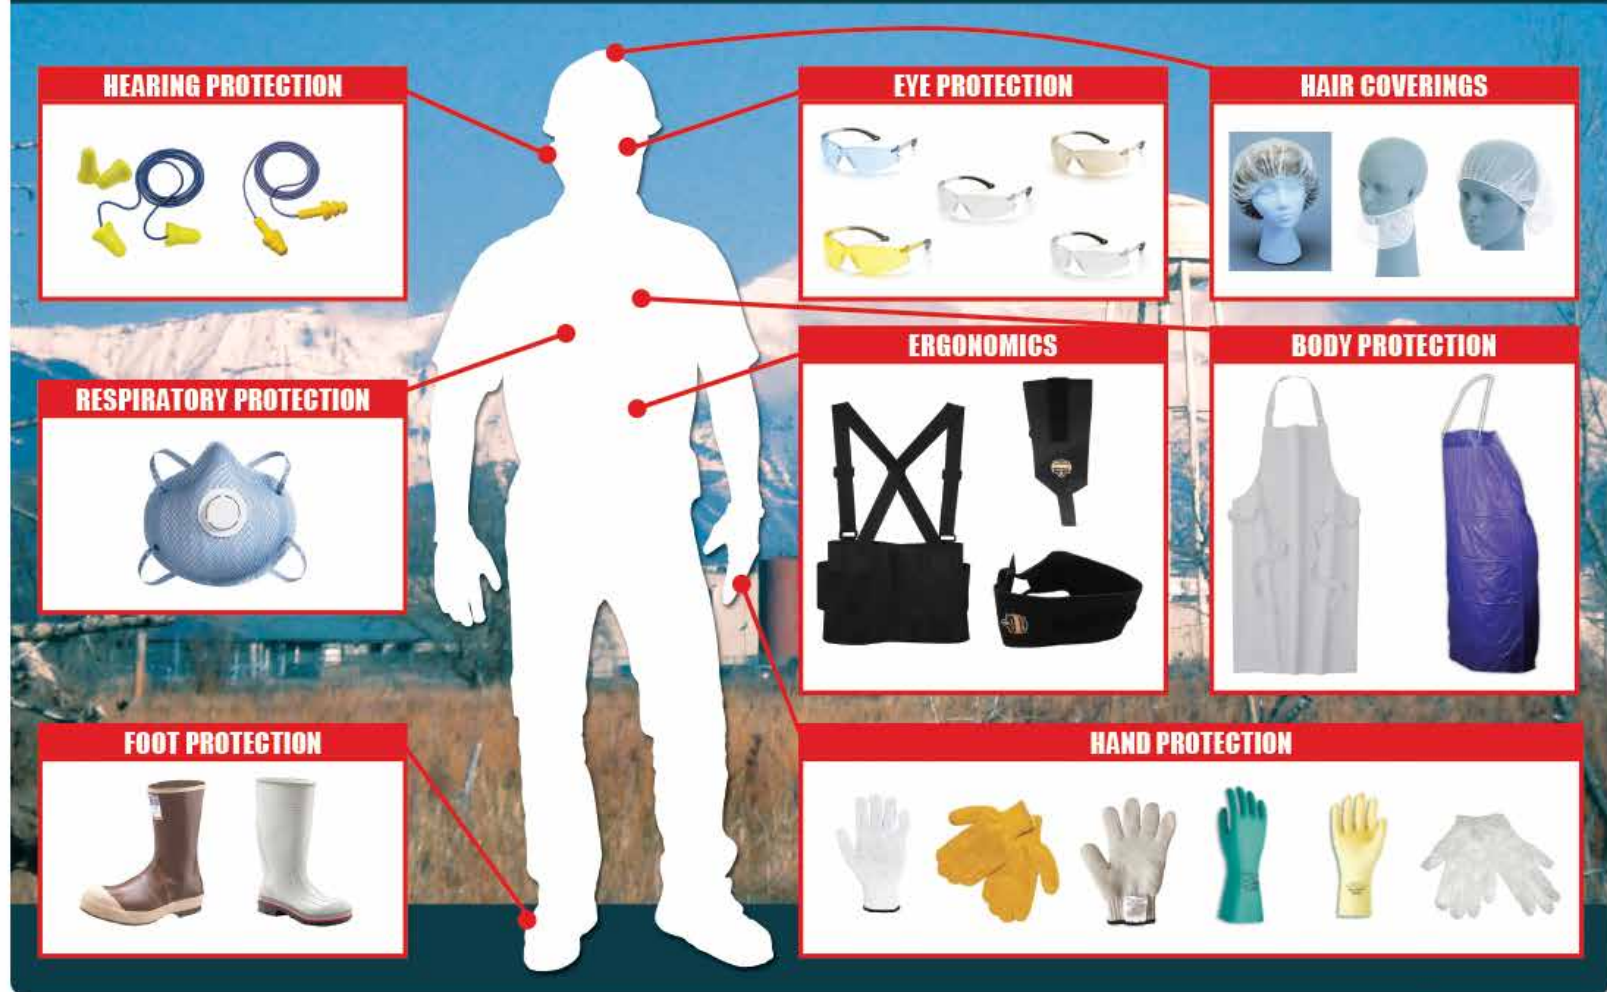 HEARING PROTECTION
EYE PROTECTION
HAIR COVERINGS
RESPIRATORY PROTECTION
ERGONOMICS
BODY PROTECTION
FOOT PROTECTION
HAND PROTECTION